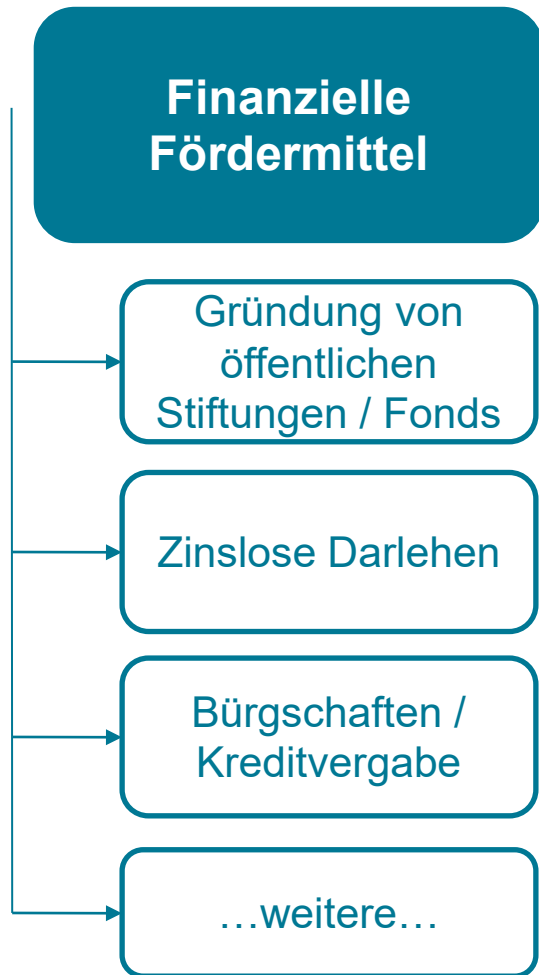 Finanzielle
Fördermittel
Gründung von
öffentlichen
Stiftungen / Fonds
Zinslose Darlehen
Bürgschaften /
Kreditvergabe
…weitere…